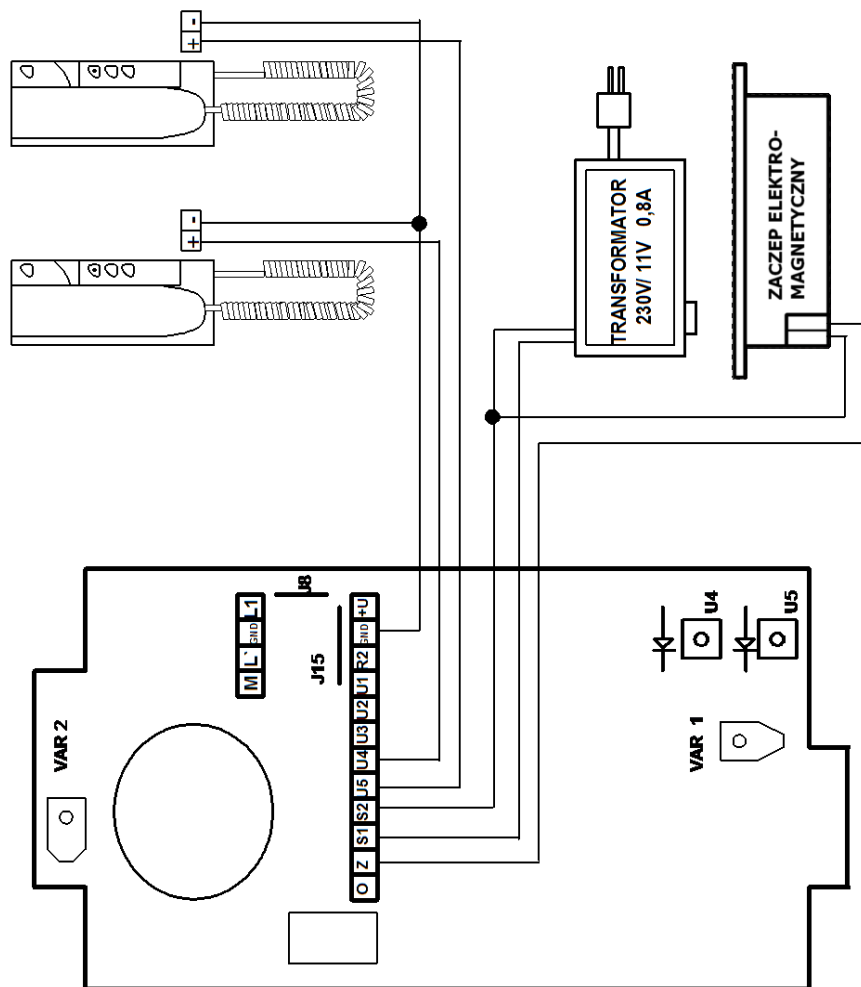 -
+
-
+
TRANSFORMATOR
230V/ 11V 0,8A
ZACZEP ELEKTRO-
MAGNETYCZNY
J8
L1
GND
L`
M
J15
+U
GND
R2
U1
U2
U3
U4
U5
S2
S1
Z
O
VAR 2
U4
U5
VAR 1